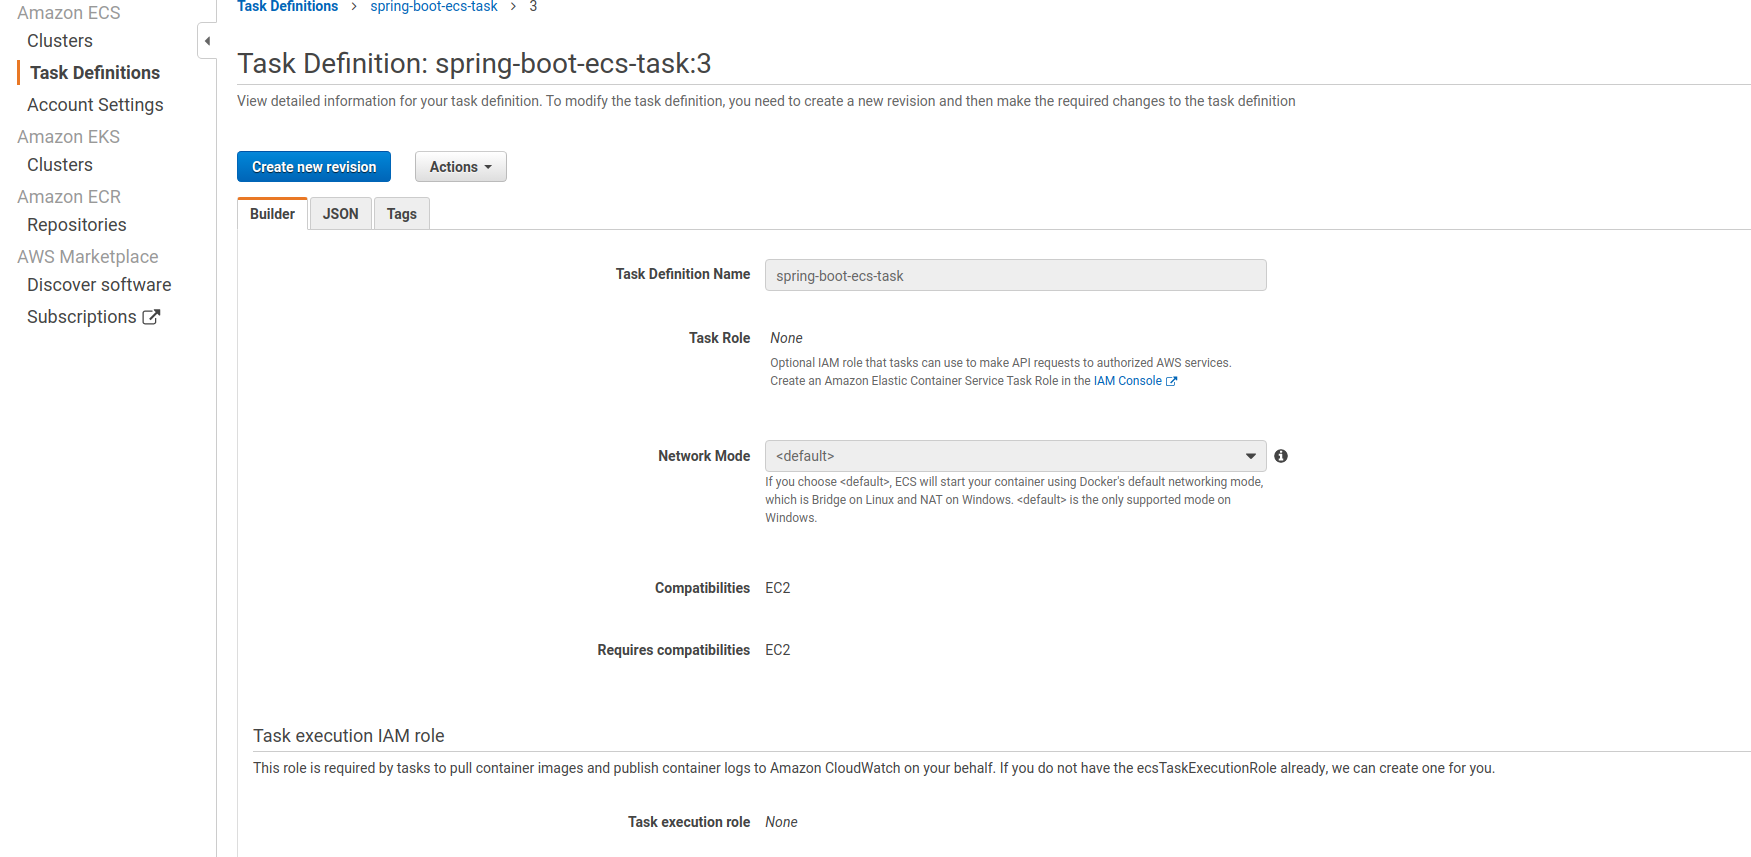 Amazon ECS
Clusters
Task Definitions
Account Settings
Amazon EKS
Clusters
Amazon ECR
Repositories
AWS Marketplace
Discover software
Subscriptions
Task Definitions > spring-boot-ecs-task > 3
Task Definition: spring-boot-ecs-task:3
View detailed information for your task definition. To modify the task definition, you need to create a new revision and then make the required changes to the task definition
Create new revision Actions
Builder JSON Tags
Task Definition Name spring-boot-ecs-task
Task Role None
Optional IAM role that tasks can use to make API requests to authorized AWS services.
Create an Amazon Elastic Container Service Task Role in the IAM Console
Network Mode <default>
If you choose <default>, ECS will start your container using Docker's default networking mode,
which is Bridge on Linux and NAT on Windows. <default> is the only supported mode on
Windows.
Compatibilities EC2
Requires compatibilities EC2
Task execution IAM role
This role is required by tasks to pull container images and publish container logs to Amazon CloudWatch on your behalf. If you do not have the ecsTaskExecutionRole already, we can create one for you.
Task execution role None